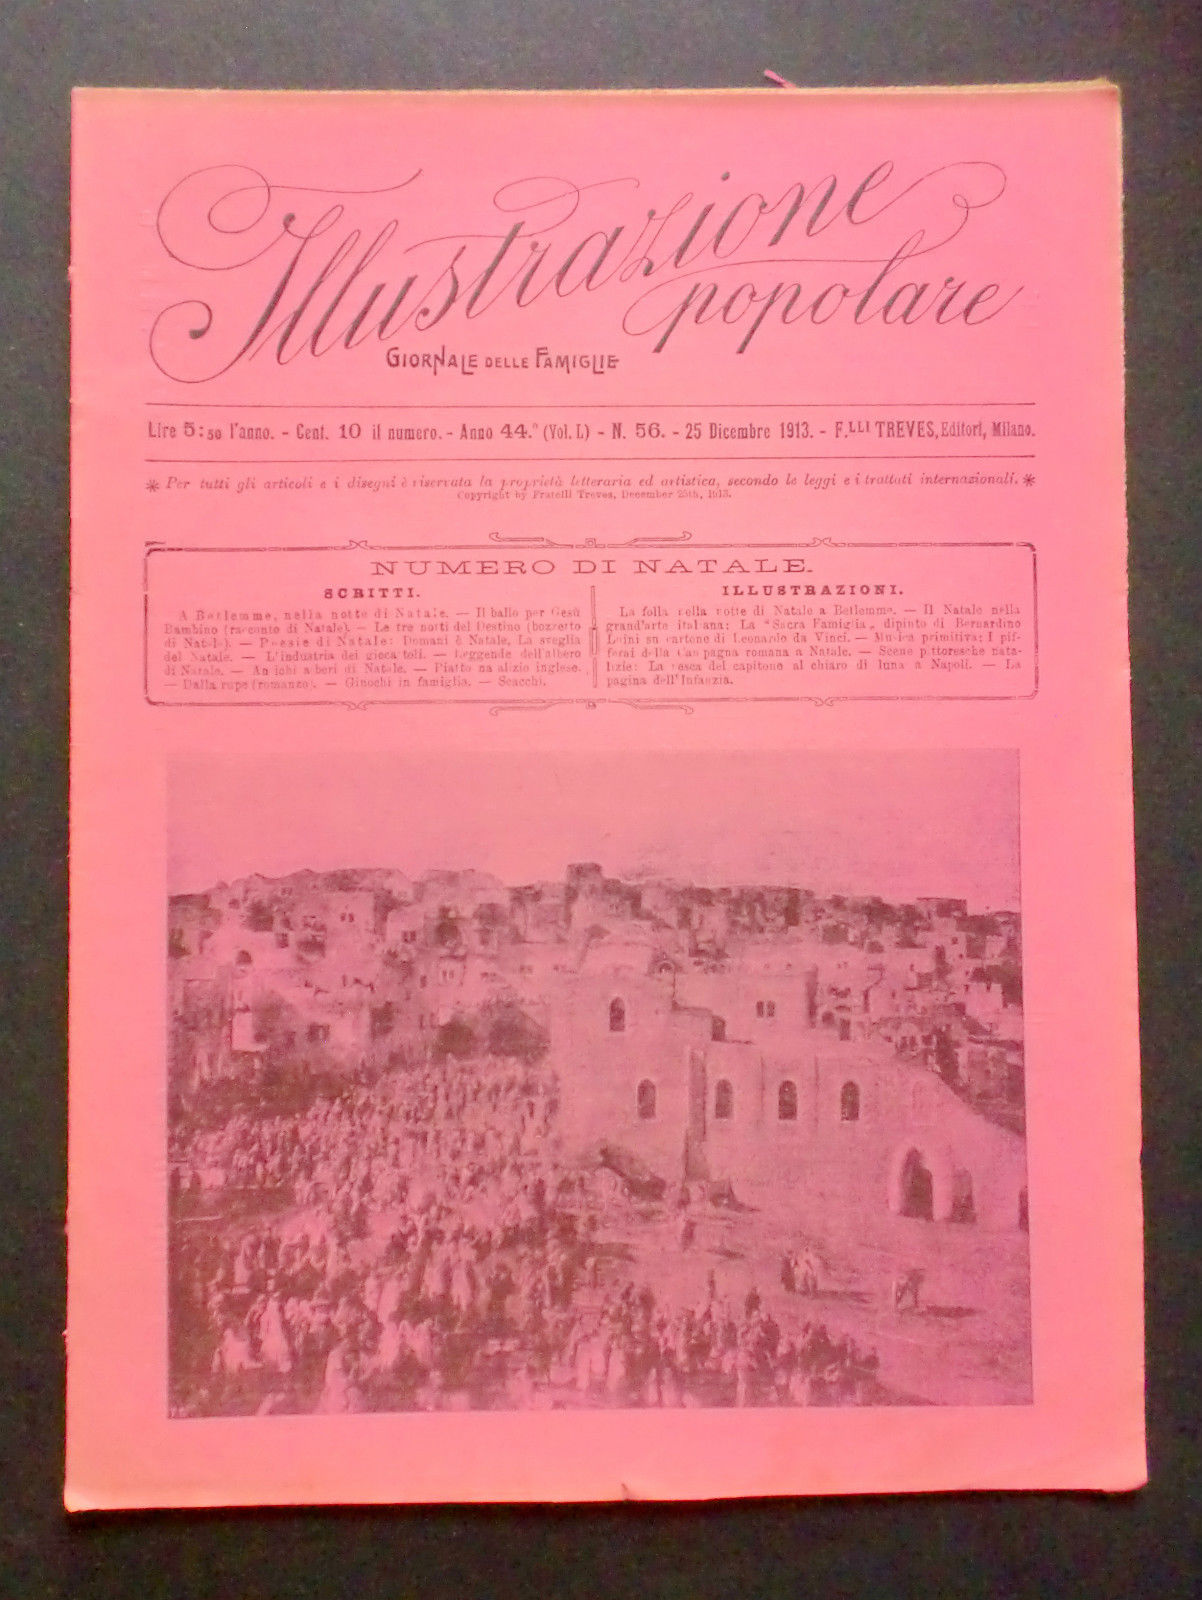 Illustrazione
popolare
GIORNALE DELLE FAMIGLIE
Lire 5:50 l'anno. - Cent. 10 il numero. - Anno 44.º (Vol. L) - N. 56. - 25 Dicembre 1913. - F.LLI TREVES, Editori, Milano.
* Per tutti gli articoli e i disegni è riservata la proprietà letteraria ed artistica, secondo le leggi e i trattati internazionali. *
Copyright by Fratelli Treves, December 25th, 1913.
NUMERO DI NATALE.
SCRITTI.
A Betlemme, nella notte di Natale. — Il ballo per Gesù
Bambino (racconto di Natale). — Le tre notti del Destino (bozzetto
di Natale). — Poesie di Natale: Domani è Natale, La sveglia
del Natale. — L'industria dei giocattoli. — Leggende dell'albero
di Natale. — Antichi alberi di Natale. — Piatto natalizio inglese.
— Dalla rupe (romanzo). — Giuochi in famiglia. — Scacchi.
ILLUSTRAZIONI.
La folla nella notte di Natale a Betlemme. — Il Natale nella
grand'arte italiana: La "Sacra Famiglia„ dipinto di Bernardino
Luini su cartone di Leonardo da Vinci. — Musica primitiva: I pif-
ferai della Campagna romana a Natale. — Scene pittoresche nata-
lizie: La pesca del capitone al chiaro di luna a Napoli. — La
pagina dell'Infanzia.